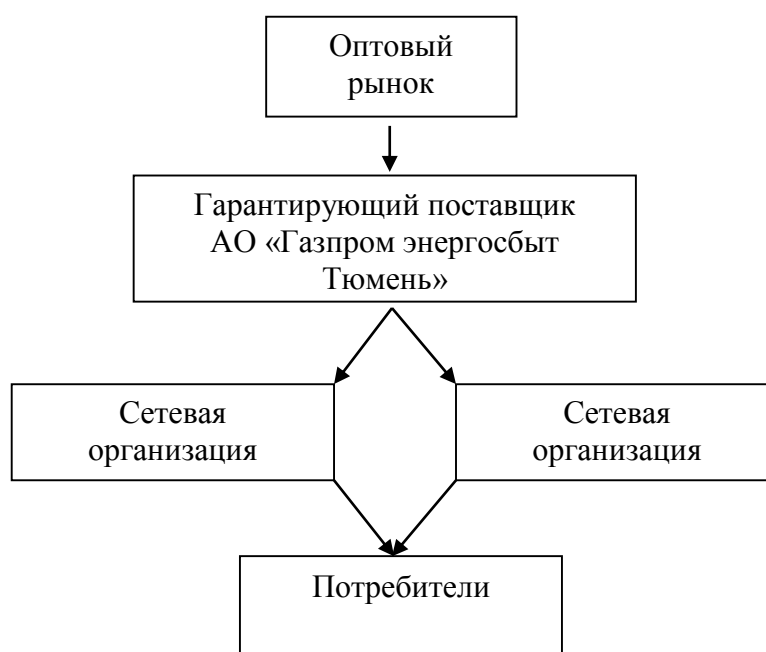 Оптовый
рынок
Гарантирующий поставщик
АО «Газпром энергосбыт
Тюмень»
Сетевая
организация
Сетевая
организация
Потребители